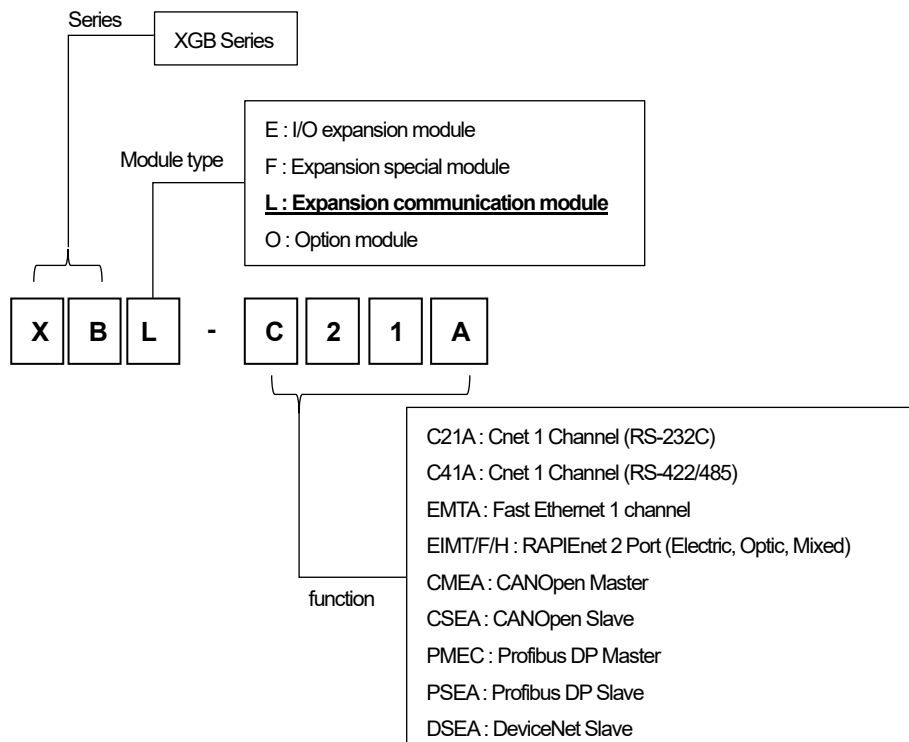 Series
XGB Series
Module type
E : I/O expansion module
F : Expansion special module
L : Expansion communication module
O : Option module
X B L - C 2 1 A
function
C21A : Cnet 1 Channel (RS-232C)
C41A : Cnet 1 Channel (RS-422/485)
EMTA : Fast Ethernet 1 channel
EIMT/F/H : RAPIEnet 2 Port (Electric, Optic, Mixed)
CMEA : CANOpen Master
CSEA : CANOpen Slave
PMEC : Profibus DP Master
PSEA : Profibus DP Slave
DSEA : DeviceNet Slave